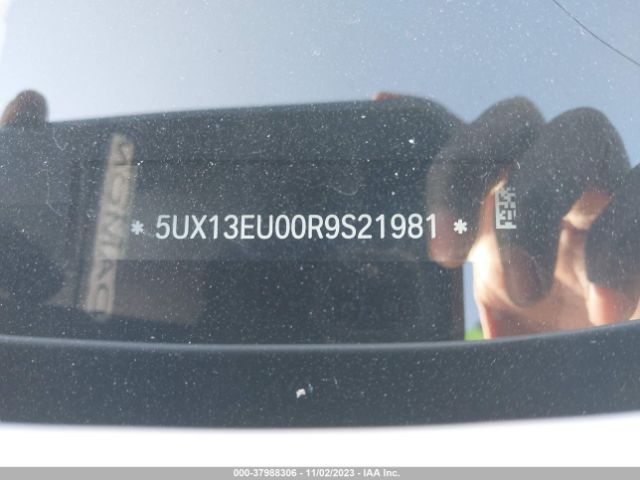 * 5UX13EU00R9S21981 *
000-37988306 - 11/02/2023 - IAA Inc.